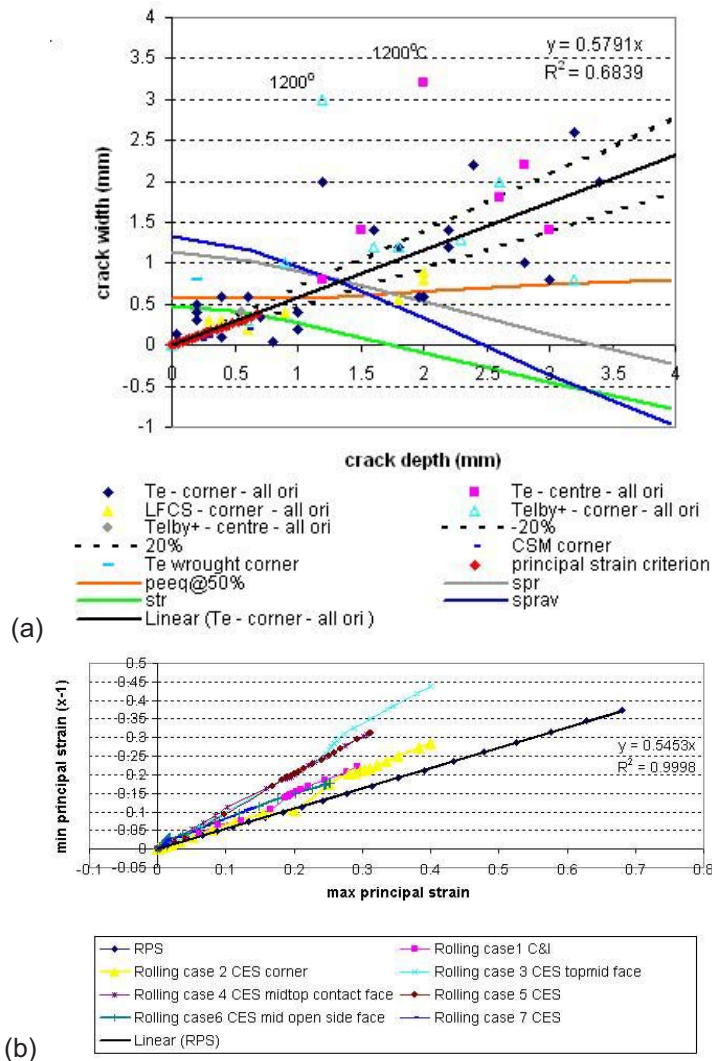 4
y = 0.5791x
1200°C
3.5
R² = 0.6839
1200°
3
2.5
2
1.5
1
0.5
0
0 0.5 1 1.5 2 2.5 3 3.5 4
-0.5
-1
crack width (mm)
crack depth (mm)
Te - corner - all ori
Te - centre - all ori
LFCS - corner - all ori
Telby+ - corner - all ori
Telby+ - centre - all ori
-20%
20%
CSM corner
Te wrought corner
principal strain criterion
peeq@50%
spr
str
sprav
Linear (Te - corner - all ori )
(a)
0.5
0.45
0.4
0.35
0.3
0.25
0.2
0.15
0.1
0.05
0
-0.05
y = 0.5453x
R² = 0.9998
min principal strain (x-1)
-0.1 0 0.1 0.2 0.3 0.4 0.5 0.6 0.7 0.8
max principal strain
RPS
Rolling case1 C&I
Rolling case 2 CES corner
Rolling case 3 CES topmid face
Rolling case 4 CES midtop contact face
Rolling case 5 CES
Rolling case6 CES mid open side face
Rolling case 7 CES
Linear (RPS)
(b)